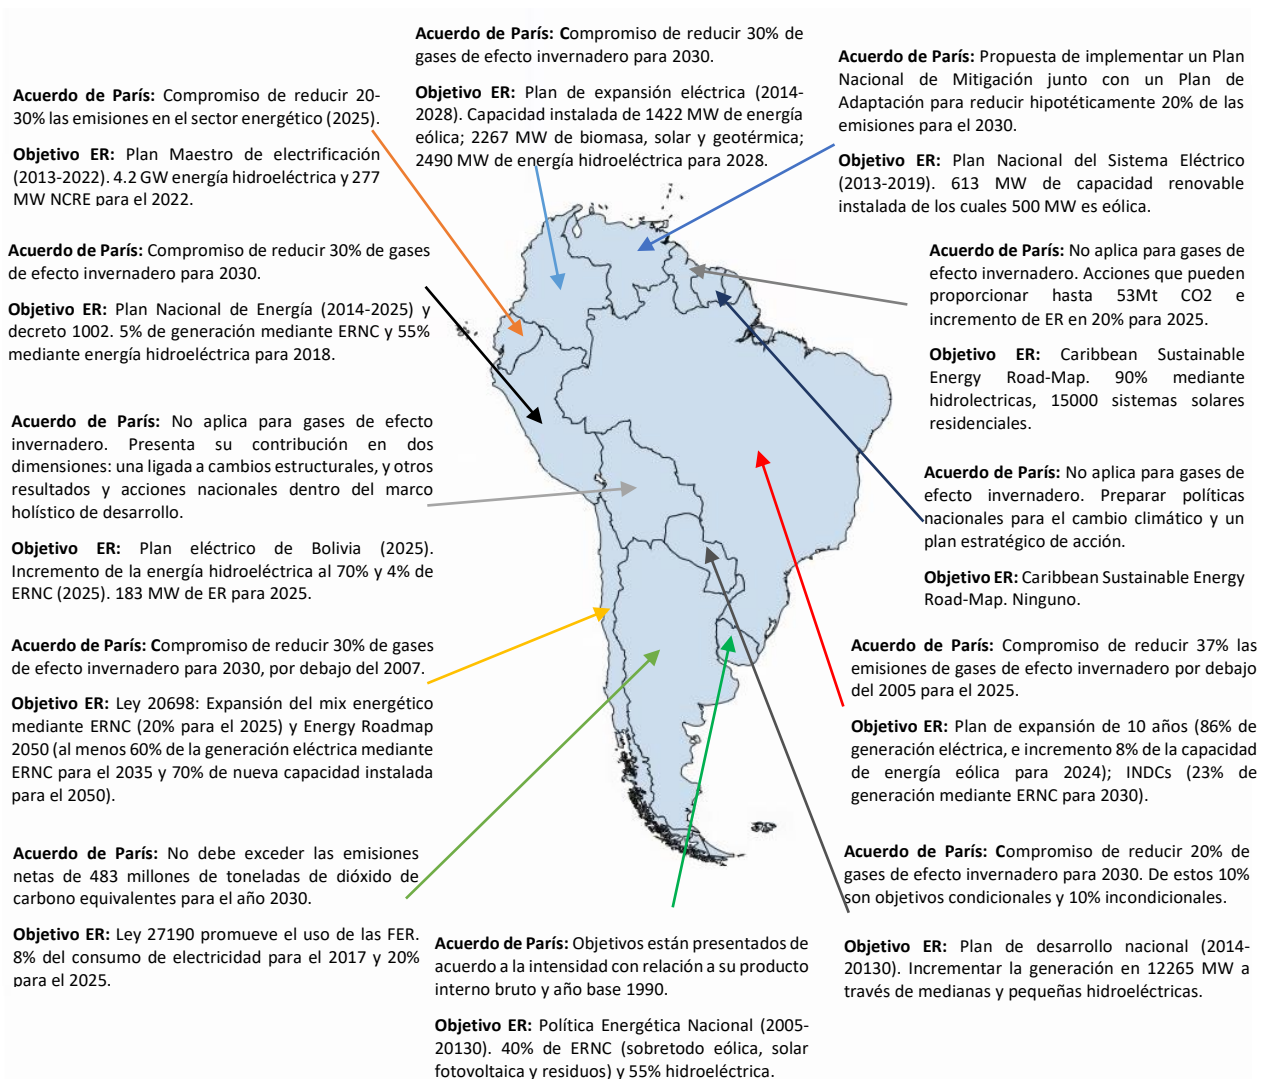 Acuerdo de París: Compromiso de reducir 20-
30% las emisiones en el sector energético (2025).
Objetivo ER: Plan Maestro de electrificación
(2013-2022). 4.2 GW energía hidroeléctrica y 277
MW NCRE para el 2022.
Acuerdo de París: Compromiso de reducir 30% de
gases de efecto invernadero para 2030.
Objetivo ER: Plan de expansión eléctrica (2014-
2028). Capacidad instalada de 1422 MW de energía
eólica; 2267 MW de biomasa, solar y geotérmica;
2490 MW de energía hidroeléctrica para 2028.
Acuerdo de París: Propuesta de implementar un Plan
Nacional de Mitigación junto con un Plan de
Adaptación para reducir hipotéticamente 20% de las
emisiones para el 2030.
Objetivo ER: Plan Nacional del Sistema Eléctrico
(2013-2019). 613 MW de capacidad renovable
instalada de los cuales 500 MW es eólica.
Acuerdo de París: Compromiso de reducir 30% de gases
de efecto invernadero para 2030.
Objetivo ER: Plan Nacional de Energía (2014-2025) y
decreto 1002. 5% de generación mediante ERNC y 55%
mediante energía hidroeléctrica para 2018.
Acuerdo de París: No aplica para gases de
efecto invernadero. Acciones que pueden
proporcionar hasta 53Mt CO2 e
incremento de ER en 20% para 2025.
Objetivo ER: Caribbean Sustainable
Energy Road-Map. 90% mediante
hidrolectricas, 15000 sistemas solares
residenciales.
Acuerdo de París: No aplica para gases de efecto
invernadero. Presenta su contribución en dos
dimensiones: una ligada a cambios estructurales, y otros
resultados y acciones nacionales dentro del marco
holístico de desarrollo.
Objetivo ER: Plan eléctrico de Bolivia (2025).
Incremento de la energía hidroeléctrica al 70% y 4% de
ERNC (2025). 183 MW de ER para 2025.
Acuerdo de París: No aplica para gases de
efecto invernadero. Preparar políticas
nacionales para el cambio climático y un
plan estratégico de acción.
Objetivo ER: Caribbean Sustainable Energy
Road-Map. Ninguno.
Acuerdo de París: Compromiso de reducir 30% de gases
de efecto invernadero para 2030, por debajo del 2007.
Objetivo ER: Ley 20698: Expansión del mix energético
mediante ERNC (20% para el 2025) y Energy Roadmap
2050 (al menos 60% de la generación eléctrica mediante
ERNC para el 2035 y 70% de nueva capacidad instalada
para el 2050).
Acuerdo de París: Compromiso de reducir 37% las
emisiones de gases de efecto invernadero por debajo
del 2005 para el 2025.
Objetivo ER: Plan de expansión de 10 años (86% de
generación eléctrica, e incremento 8% de la capacidad
de energía eólica para 2024); INDCs (23% de
generación mediante ERNC para 2030).
Acuerdo de París: No debe exceder las emisiones
netas de 483 millones de toneladas de dióxido de
carbono equivalentes para el año 2030.
Objetivo ER: Ley 27190 promueve el uso de las FER.
8% del consumo de electricidad para el 2017 y 20%
para el 2025.
Acuerdo de París: Objetivos están presentados de
acuerdo a la intensidad con relación a su producto
interno bruto y año base 1990.
Objetivo ER: Política Energética Nacional (2005-
20130). 40% de ERNC (sobretodo eólica, solar
fotovoltaica y residuos) y 55% hidroeléctrica.
Acuerdo de París: Compromiso de reducir 20% de
gases de efecto invernadero para 2030. De estos 10%
son objetivos condicionales y 10% incondicionales.
Objetivo ER: Plan de desarrollo nacional (2014-
20130). Incrementar la generación en 12265 MW a
través de medianas y pequeñas hidroeléctricas.